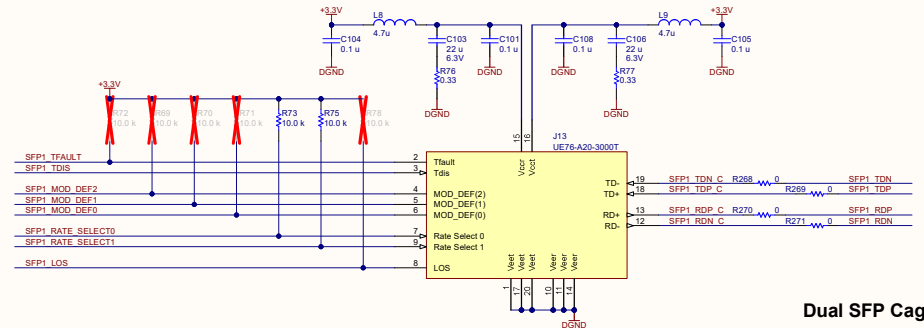 +3.3V
L8
4.7u
L9
4.7u
+3.3V
C104
0.1 u
C103
22 u
6.3V
C101
0.1 u
C108
0.1 u
C106
22 u
6.3V
C105
0.1 u
DGND
R76
0.33
DGND
DGND
DGND
R77
0.33
DGND
DGND
+3.3V
R72
10.0 k
R69
10.0 k
R70
10.0 k
R71
10.0 k
R73
10.0 k
R75
10.0 k
R78
10.0 k
15
16
J13
UE76-A20-3000T
Vccr
Vcct
SFP1_TFAULT 2 Tfault
SFP1_TDIS 3 Tdis
SFP1_MOD_DEF2 4 MOD_DEF(2)
SFP1_MOD_DEF1 5 MOD_DEF(1)
SFP1_MOD_DEF0 6 MOD_DEF(0)
SFP1_RATE_SELECT0 7 Rate Select 0
SFP1_RATE_SELECT1 9 Rate Select 1
SFP1_LOS 8 LOS
TD- 19 SFP1_TDN_C R268 0 SFP1_TDN
TD+ 18 SFP1_TDP_C R269 0 SFP1_TDP
RD+ 13 SFP1_RDP_C R270 0 SFP1_RDP
RD- 12 SFP1_RDN_C R271 0 SFP1_RDN
Veet Veet Veet Veer Veer Veer
1 17 20 10 11 14
DGND
Dual SFP Cag